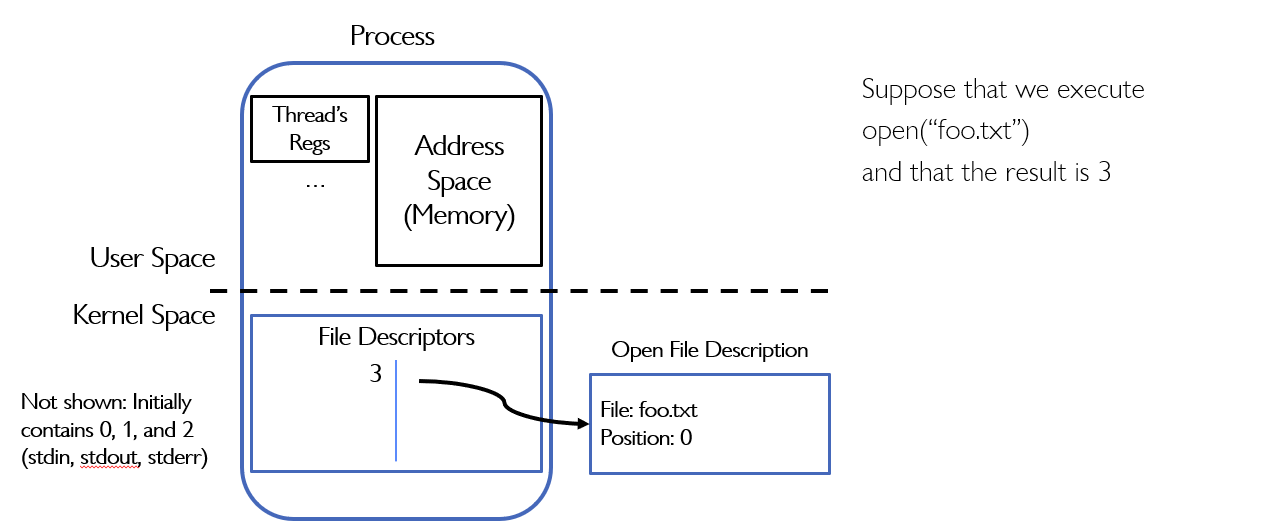 Process
Thread's
Regs
...
Address
Space
(Memory)
User Space
Kernel Space
File Descriptors
3
Not shown: Initially
contains 0, 1, and 2
(stdin, stdout, stderr)
Open File Description
File: foo.txt
Position: 0
Suppose that we execute
open(“foo.txt”)
and that the result is 3